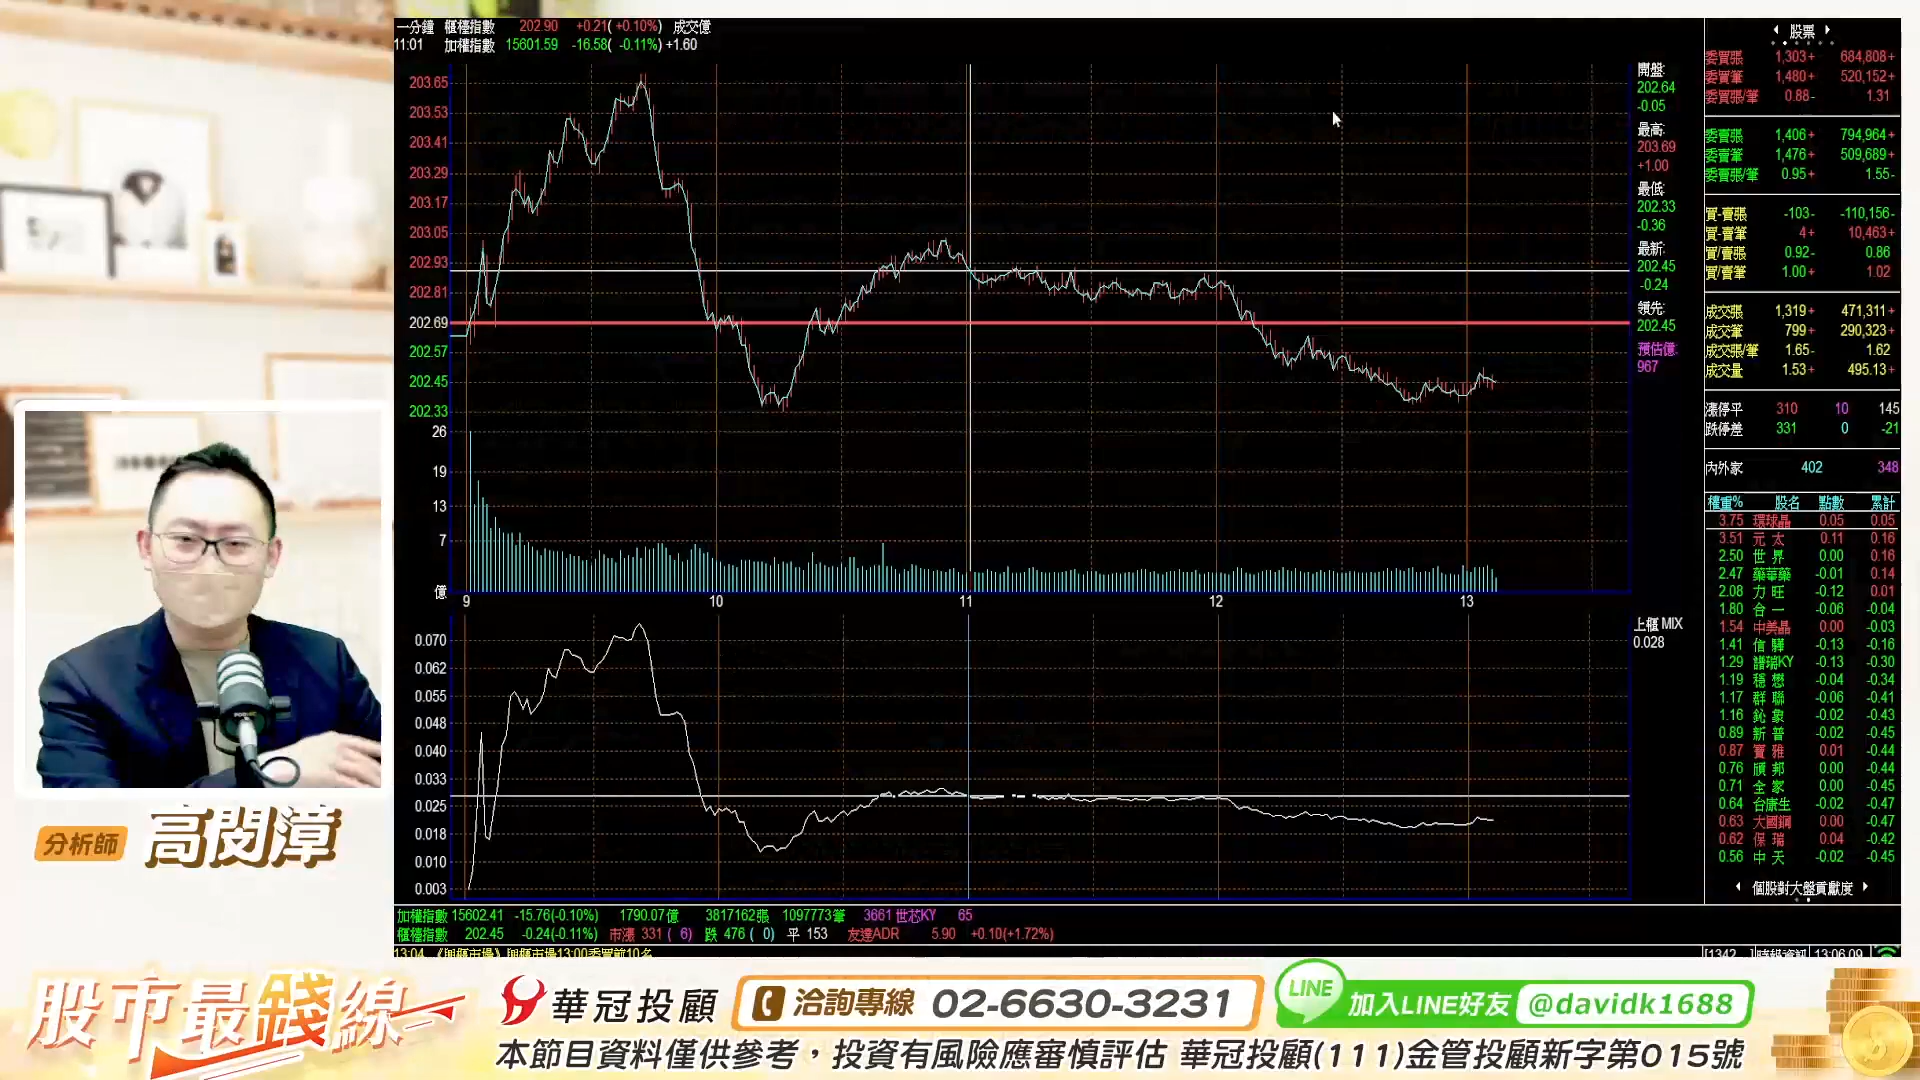 一分鐘 櫃檯指數 202.90 +0.21( +0.10%) 成交億
11:01 加權指數 15601.59 -16.58( -0.11%) +1.60
203.65
203.53
203.41
203.29
203.17
203.05
202.93
202.81
202.69
202.57
202.45
202.33
26
19
13
7
億
9 10 11 12 13
開盤:
202.64
-0.05
最高:
203.69
+1.00
最低:
202.33
-0.36
最新:
202.45
-0.24
領先:
202.45
預估億:
967
上櫃 MIX
0.028
0.070
0.062
0.055
0.048
0.040
0.033
0.025
0.018
0.010
0.003
股票
委買張 1,303+ 684,808+
委買筆 1,480+ 520,152+
委買張/筆 0.88- 1.31
委賣張 1,406+ 794,964+
委賣筆 1,476+ 509,689+
委賣張/筆 0.95+ 1.55-
買-賣張 -103- -110,156-
買-賣筆 4+ 10,463+
買/賣張 0.92- 0.86
買/賣筆 1.00+ 1.02
成交張 1,319+ 471,311+
成交筆 799+ 290,323+
成交張/筆 1.65- 1.62
成交量 1.53+ 495.13+
漲停平 310 10 145
跌停差 331 0 -21
內外家 402 348
權重% 股名 點數 累計
3.75 環球晶 0.05 0.05
3.51 元太 0.11 0.16
2.50 世界 0.00 0.16
2.47 藥華藥 -0.01 0.14
2.08 力旺 -0.12 0.01
1.80 合一 -0.06 -0.04
1.54 中美晶 0.00 -0.03
1.41 信驊 -0.13 -0.16
1.29 譜瑞KY -0.13 -0.30
1.19 穩懋 -0.04 -0.34
1.17 群聯 -0.06 -0.41
1.16 鈊象 -0.02 -0.43
0.89 新普 -0.02 -0.45
0.87 寶雅 0.01 -0.44
0.76 頎邦 0.00 -0.44
0.71 全家 0.00 -0.45
0.64 台康生 -0.02 -0.47
0.63 大國鋼 0.00 -0.47
0.62 保瑞 0.04 -0.42
0.56 中天 -0.02 -0.45
個股對大盤貢獻度
加權指數 15602.41 -15.76(-0.10%) 1790.07億 3817162張 1097773筆 3661 世芯KY 65
櫃檯指數 202.45 -0.24(-0.11%) 市漲 331( 6) 跌 476( 0) 平 153 友達ADR 5.90 +0.10(+1.72%)
13:04 《興櫃市場》興櫃市場13:00委買前10名
13:06:09
分析師 高閔漳
股市最錢線
華冠投顧
洽詢專線 02-6630-3231
LINE 加入LINE好友 @davidk1688
本節目資料僅供參考，投資有風險應審慎評估 華冠投顧(111)金管投顧新字第015號